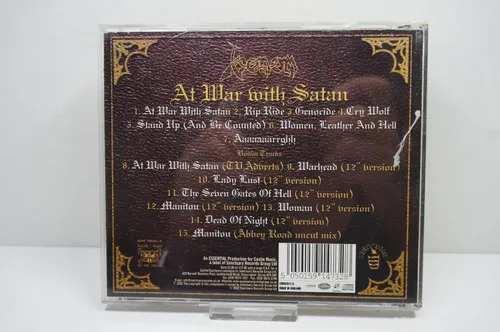 Venom
At War with Satan
1. At War With Satan 2. Rip Ride 3. Genocide 4. Cry Wolf
5. Stand Up (And Be Counted) 6. Women, Leather And Hell
7. Aaaaaarrghh
Bonus Tracks
8. At War With Satan (TV Adverts) 9. Warhead (12" version)
10. Lady Lust (12" version)
11. The Seven Gates Of Hell (12" version)
12. Manitou (12" version) 13. Woman (12" version)
14. Dead Of Night (12" version)
15. Manitou (Abbey Road uncut mix)
An ESSENTIAL Production for Castle Music,
a label of Sanctuary Records Group Ltd
5 050159 147328